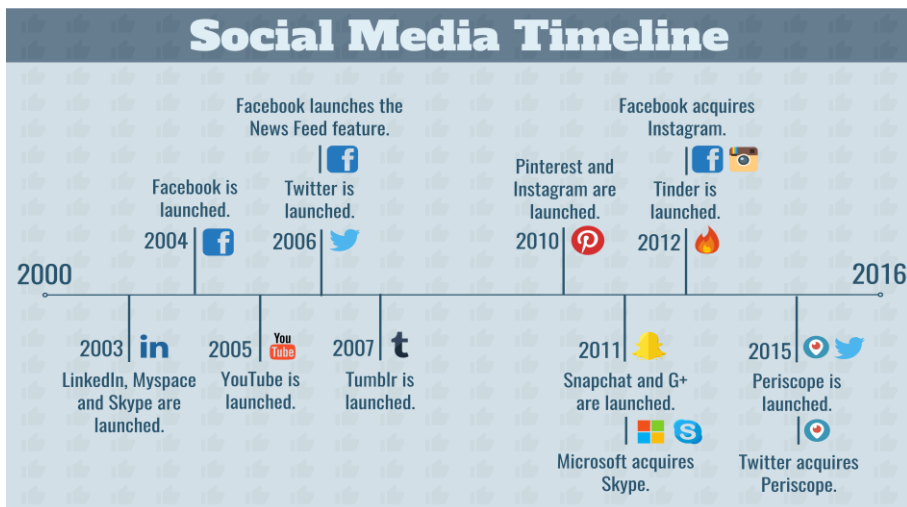 Social Media Timeline
Facebook launches the
News Feed feature.
Facebook acquires
Instagram.
Facebook is
launched.
Twitter is
launched.
Pinterest and
Instagram are
launched.
Tinder is
launched.
2004
2006
2010
2012
2000
2016
2003
in
2005
You
Tube
2007
2011
2015
LinkedIn, Myspace
and Skype are
launched.
YouTube is
launched.
Tumblr is
launched.
Snapchat and G+
are launched.
Periscope is
launched.
Microsoft acquires
Skype.
Twitter acquires
Periscope.